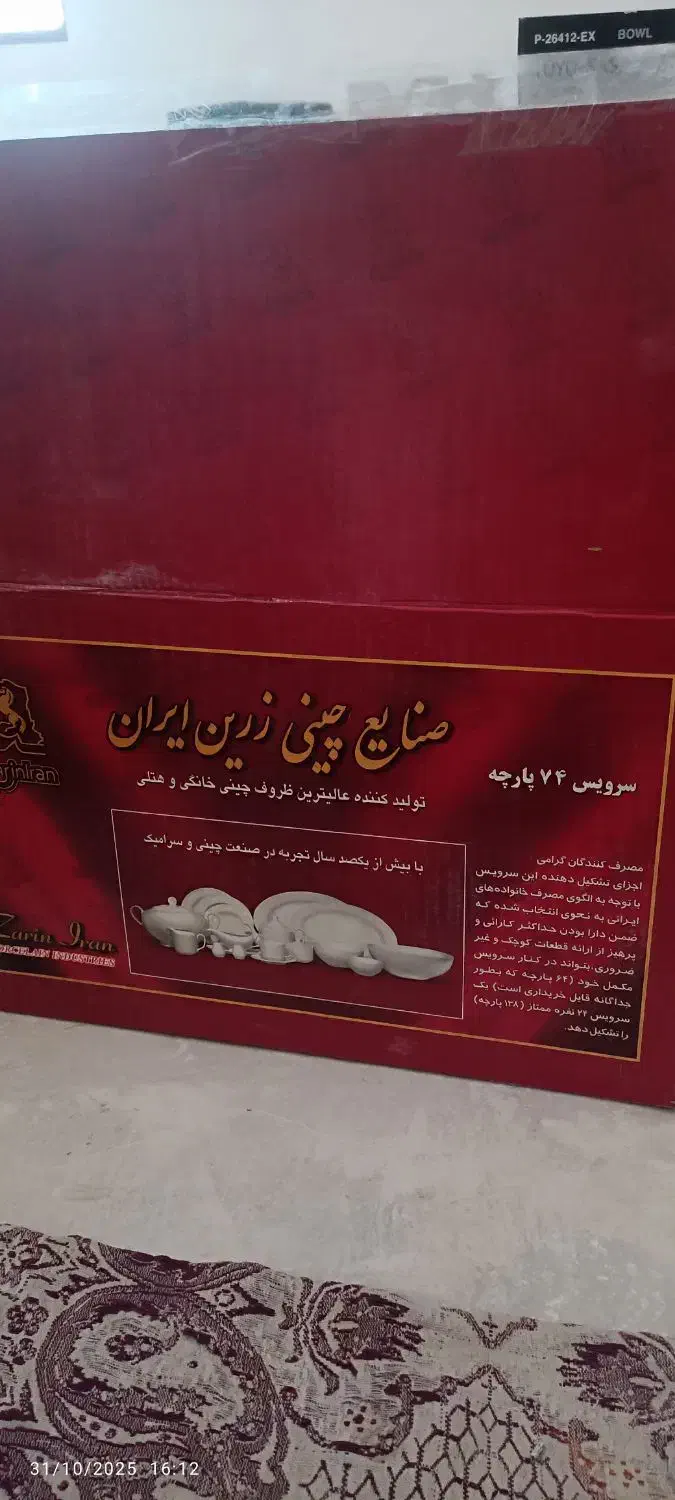 P-26412-EX BOWL
صنایع چینی زرین ایران
تولید کننده عالیترین ظروف چینی خانگی و هتلی
سرویس ۷۴ پارچه
با بیش از یکصد سال تجربه در صنعت چینی و سرامیک
مصرف کنندگان گرامی
اجزای تشکیل دهنده این سرویس
با توجه به الگوی مصرف خانواده‌های
ایرانی به نحوی انتخاب شده که
ضمن دارا بودن حداکثر کارائی و
پرهیز از ارائه قطعات کوچک و غیر
ضروری، بتواند در کنار سرویس
مکمل خود (۶۴ پارچه که بطور
جداگانه قابل خریداری است) یک
سرویس ۲۴ نفره ممتاز (۱۳۸ پارچه)
را تشکیل دهد.
Zarin Iran
PORCELAIN INDUSTRIES
31/10/2025 16:12